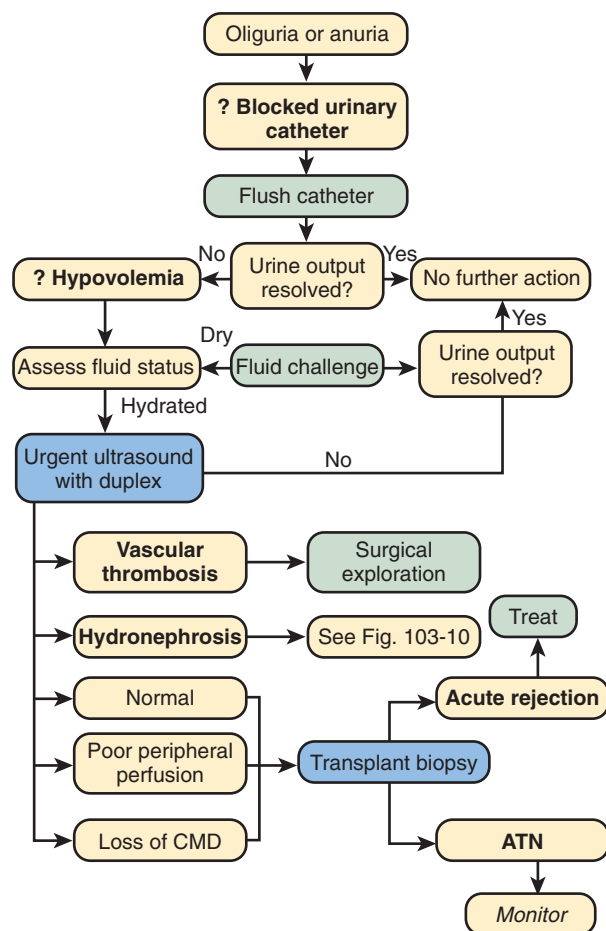 Oliguria or anuria
? Blocked urinary
catheter
Flush catheter
No
Urine output
resolved?
Yes
? Hypovolemia
No further action
Yes
Assess fluid status
Dry
Fluid challenge
Urine output
resolved?
Hydrated
Urgent ultrasound
with duplex
No
Vascular
thrombosis
Surgical
exploration
Hydronephrosis
See Fig. 103-10
Treat
Normal
Acute rejection
Poor peripheral
perfusion
Transplant biopsy
Loss of CMD
ATN
Monitor